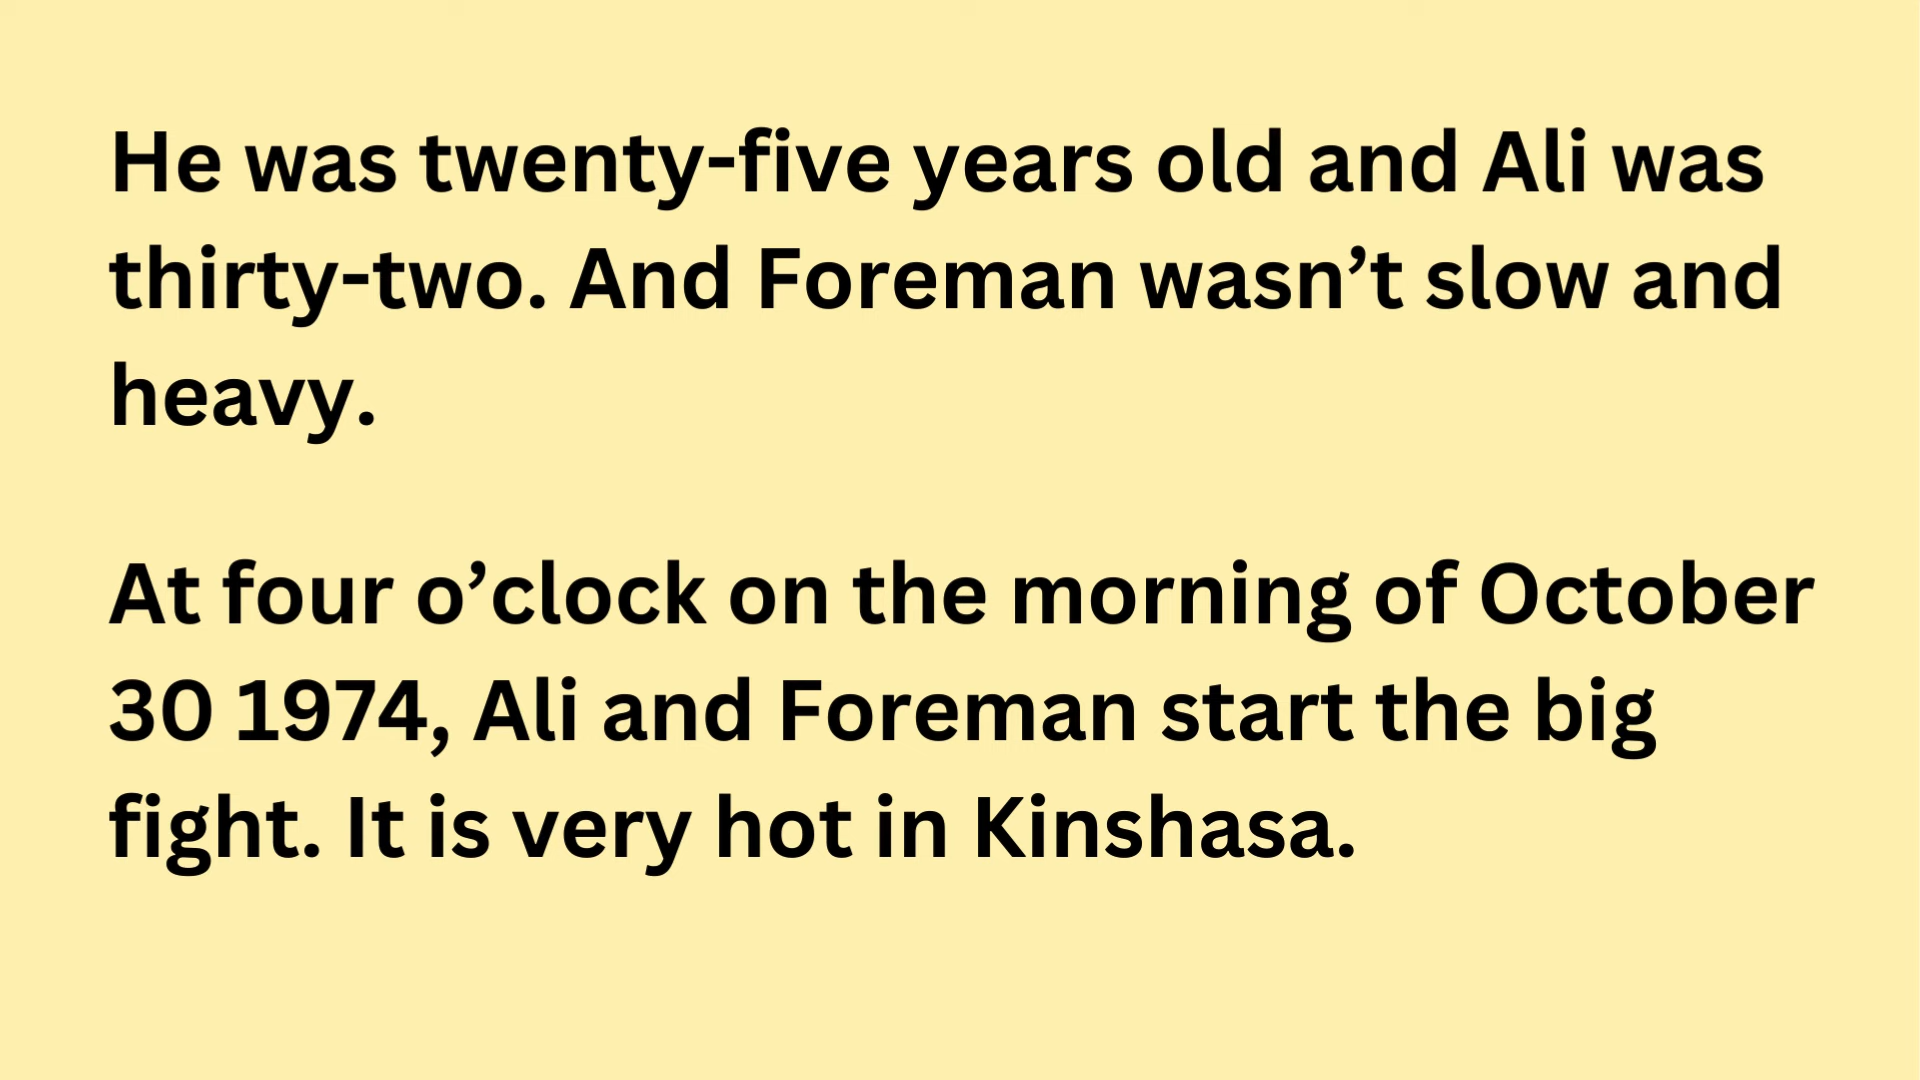 He was twenty-five years old and Ali was
thirty-two. And Foreman wasn’t slow and
heavy.
At four o’clock on the morning of October
30 1974, Ali and Foreman start the big
fight. It is very hot in Kinshasa.